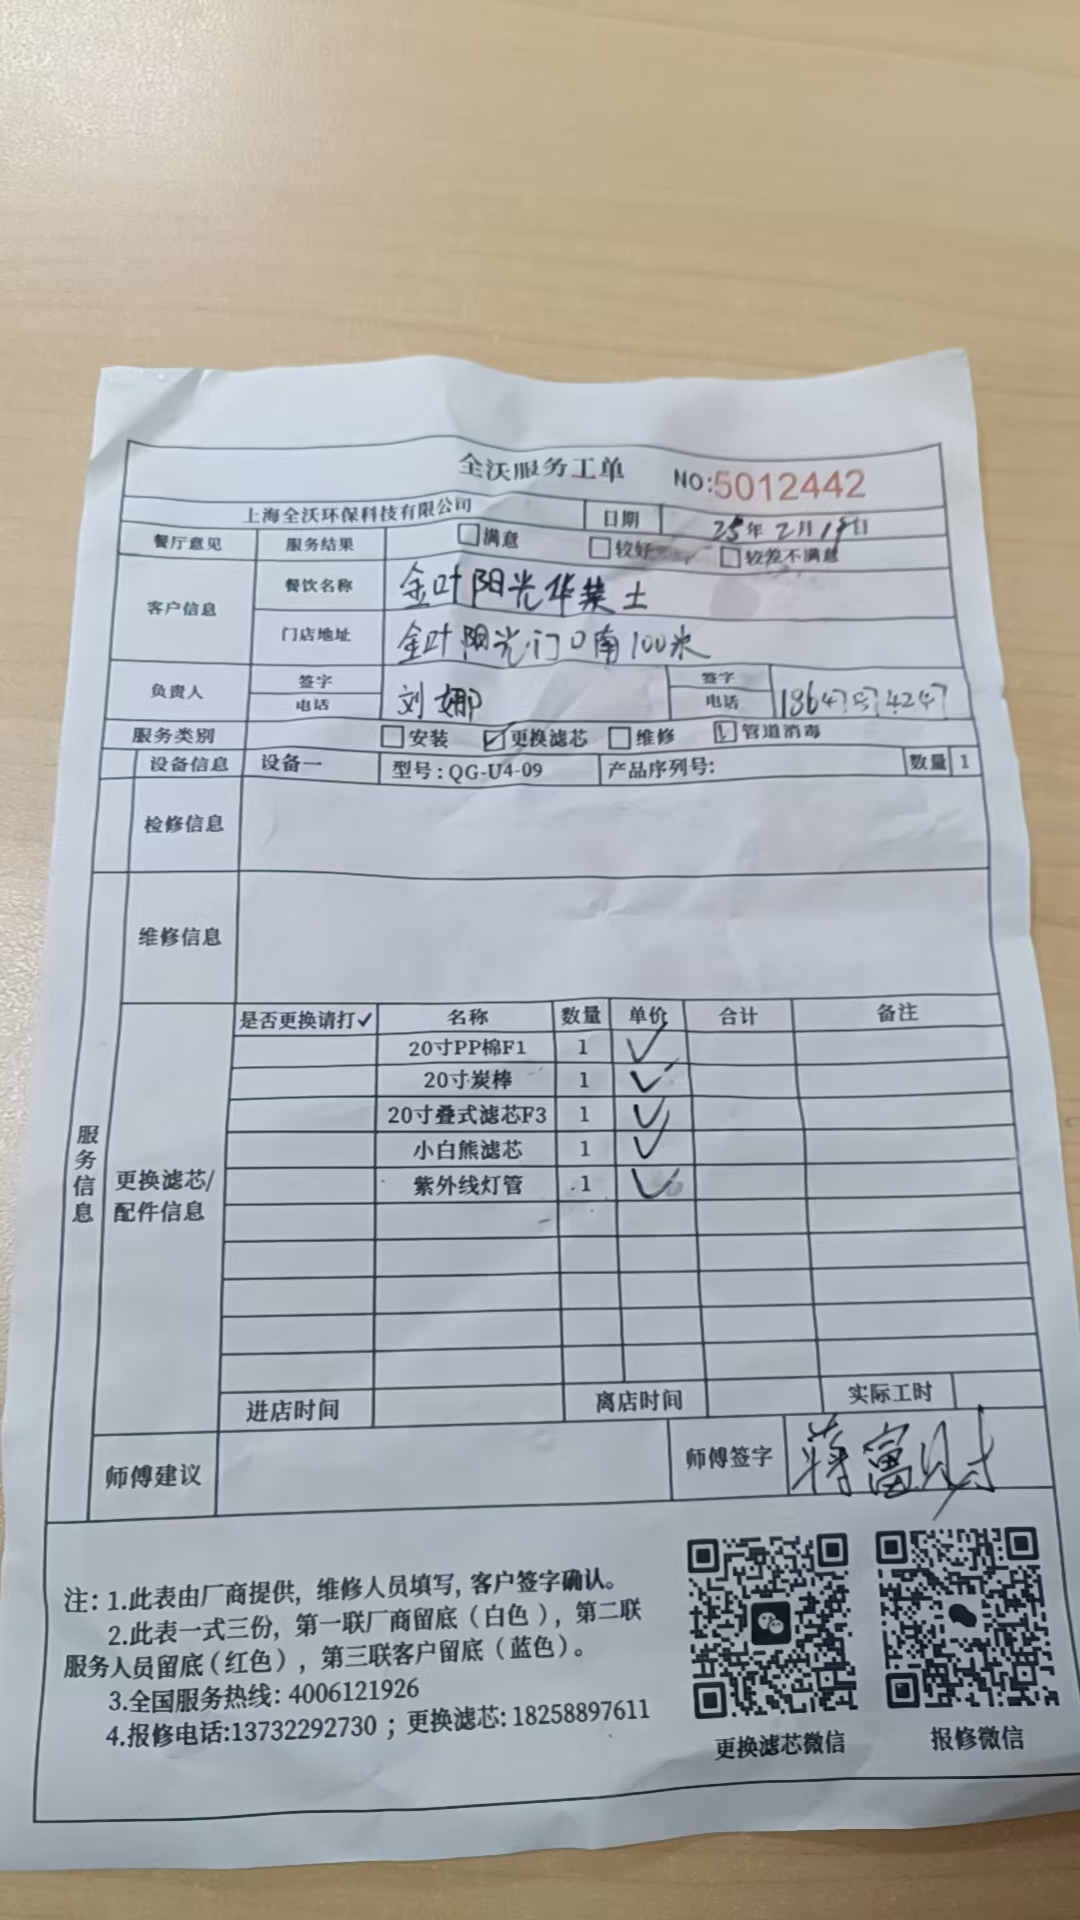 全沃服务工单 NO:5012442
上海全沃环保科技有限公司 日期 25年2月19日
餐厅意见 服务结果 满意 较好 较差不满意
客户信息 餐饮名称 金叶阳光华莱士
门店地址 金叶阳光门口南100米
负责人 签字 电话 刘娜 签字 电话
服务类别 安装 更换滤芯 维修 管道消毒
设备信息 设备一 型号:QG-U4-09 产品序列号: 数量 1
检修信息
维修信息
服务信息
更换滤芯/配件信息
是否更换请打✓ 名称 数量 单价 合计 备注
20寸PP棉F1 1 ✓
20寸炭棒 1 ✓
20寸叠式滤芯F3 1 ✓
小白熊滤芯 1 ✓
紫外线灯管 1 ✓
进店时间 离店时间 实际工时
师傅建议 师傅签字 蒋富财
注: 1.此表由厂商提供, 维修人员填写, 客户签字确认。
2.此表一式三份, 第一联厂商留底(白色), 第二联
服务人员留底(红色), 第三联客户留底(蓝色)。
3.全国服务热线: 4006121926
4.报修电话:13732292730 ; 更换滤芯: 18258897611
更换滤芯微信 报修微信